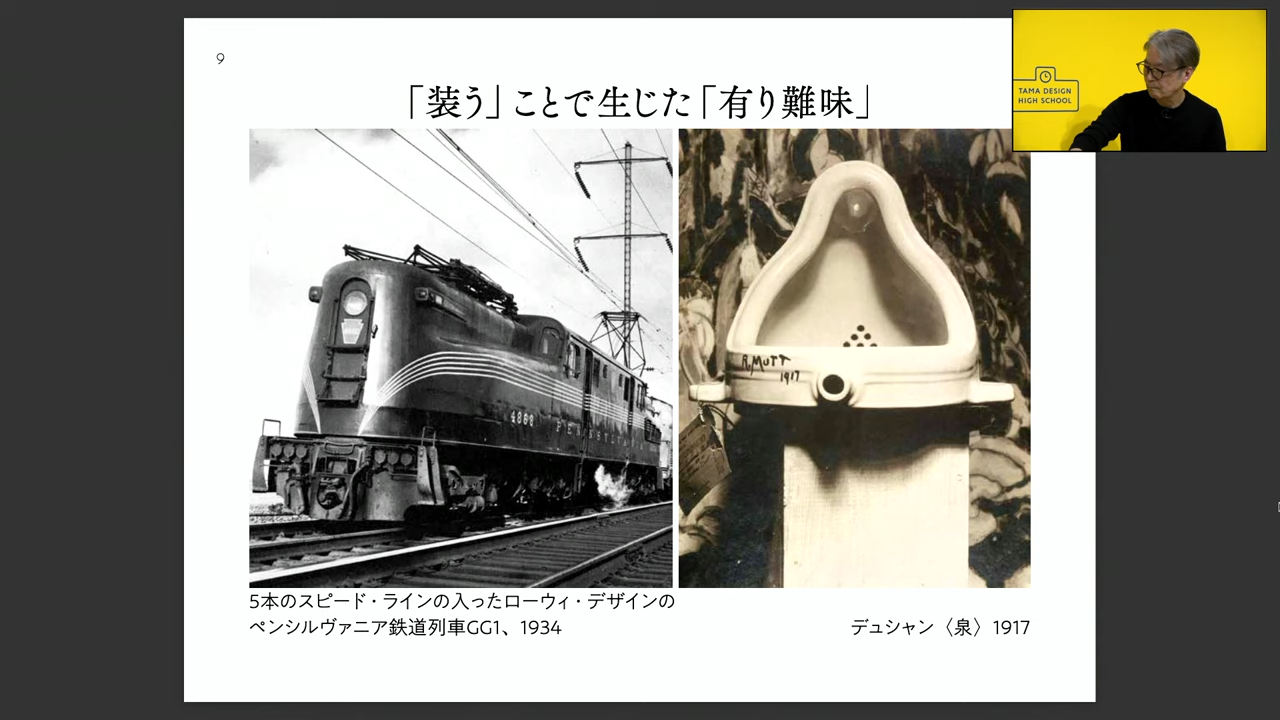 9
「装う」ことで生じた「有り難味」
TAMA DESIGN
HIGH SCHOOL
4868
PENNSYLVA
R.MUTT
1917
5本のスピード・ラインの入ったローウィ・デザインの
ペンシルヴァニア鉄道列車GG1、1934
デュシャン〈泉〉1917